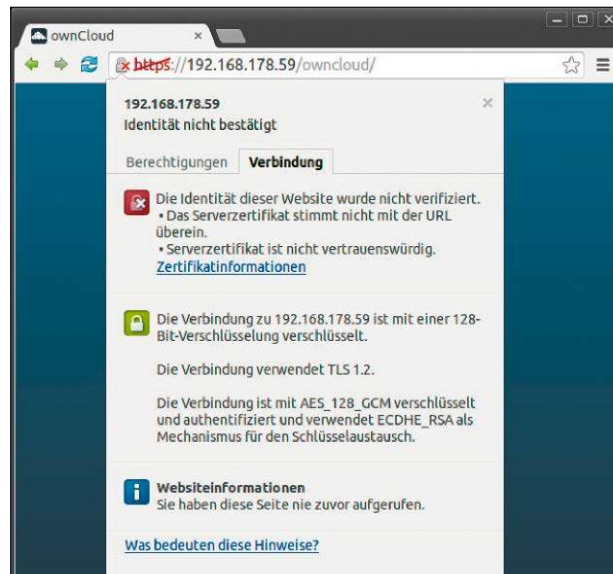 ownCloud
https://192.168.178.59/owncloud/
192.168.178.59
Identität nicht bestätigt
Berechtigungen Verbindung
Die Identität dieser Website wurde nicht verifiziert.
• Das Serverzertifikat stimmt nicht mit der URL
überein.
• Serverzertifikat ist nicht vertrauenswürdig.
Zertifikatinformationen
Die Verbindung zu 192.168.178.59 ist mit einer 128-
Bit-Verschlüsselung verschlüsselt.
Die Verbindung verwendet TLS 1.2.
Die Verbindung ist mit AES_128_GCM verschlüsselt
und authentifiziert und verwendet ECDHE_RSA als
Mechanismus für den Schlüsselaustausch.
Websiteinformationen
Sie haben diese Seite nie zuvor aufgerufen.
Was bedeuten diese Hinweise?